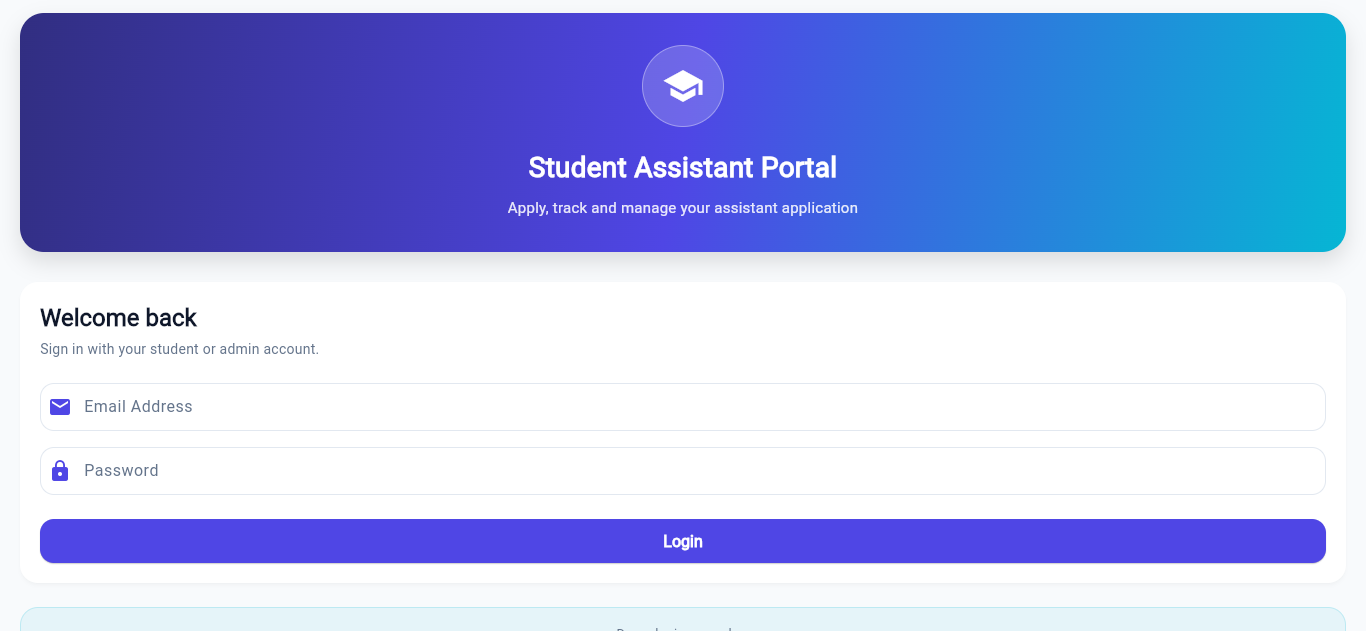 Student Assistant Portal
Apply, track and manage your assistant application
Welcome back
Sign in with your student or admin account.
Email Address
Password
Login